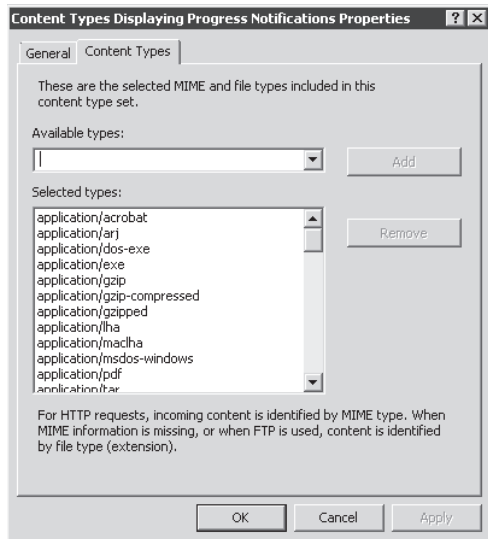 Content Types Displaying Progress Notifications Properties
General
Content Types
These are the selected MIME and file types included in this
content type set.
Available types:
Add
Selected types:
application/acrobat
application/arj
application/dos-exe
application/exe
application/gzip
application/gzip-compressed
application/gzipped
application/lha
application/maclha
application/msdos-windows
application/pdf
application/tar
Remove
For HTTP requests, incoming content is identified by MIME type. When
MIME information is missing, or when FTP is used, content is identified
by file type (extension).
OK
Cancel
Apply